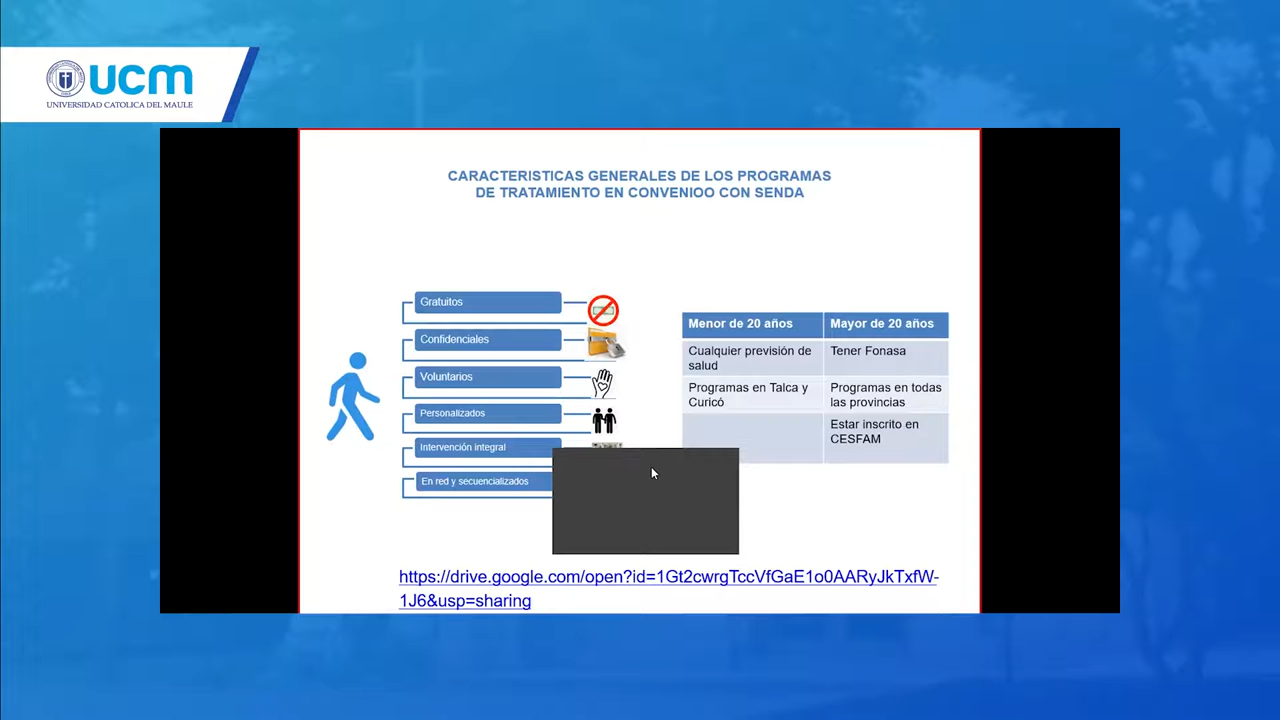 ucm
UNIVERSIDAD CATOLICA DEL MAULE
CARACTERISTICAS GENERALES DE LOS PROGRAMAS
DE TRATAMIENTO EN CONVENIOO CON SENDA
Gratuitos
Confidenciales
Voluntarios
Personalizados
Intervención integral
En red y secuencializados
Menor de 20 años
Mayor de 20 años
Cualquier previsión de
salud
Tener Fonasa
Programas en Talca y
Curicó
Programas en todas
las provincias
Estar inscrito en
CESFAM
https://drive.google.com/open?id=1Gt2cwrgTccVfGaE1o0AARyJkTxfW-
1J6&usp=sharing